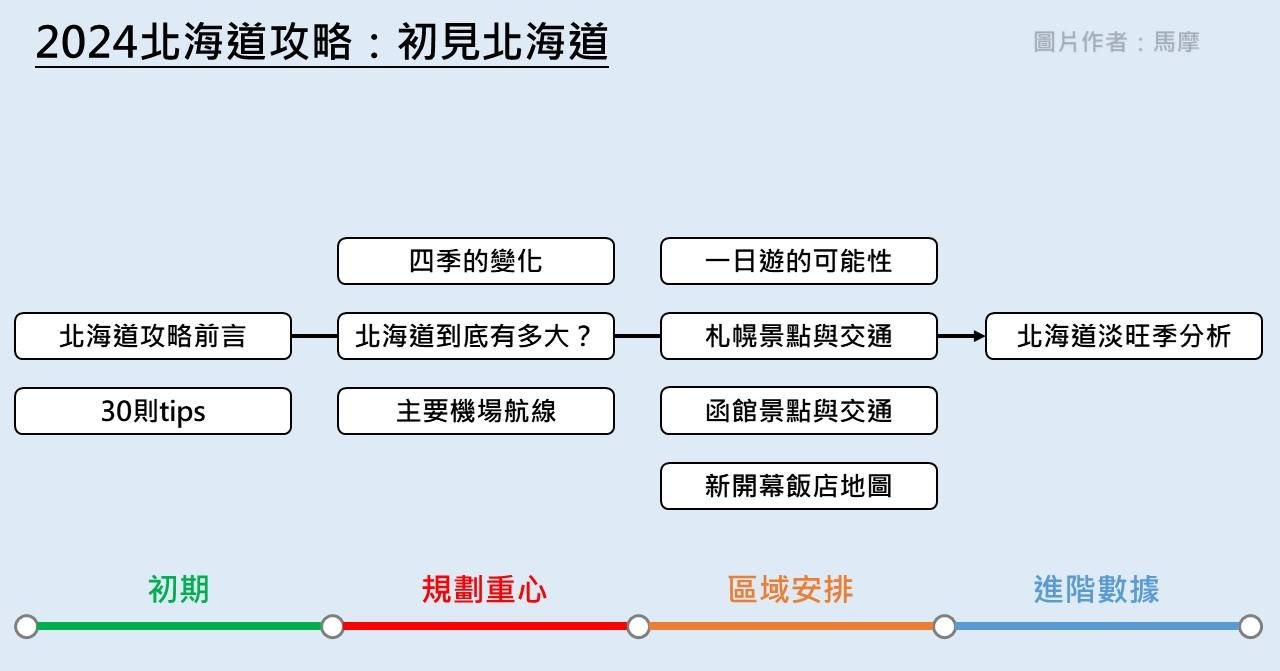 2024北海道攻略：初見北海道
圖片作者：馬摩
四季的變化
一日遊的可能性
北海道攻略前言
北海道到底有多大？
札幌景點與交通
北海道淡旺季分析
30則tips
主要機場航線
函館景點與交通
新開幕飯店地圖
初期
規劃重心
區域安排
進階數據